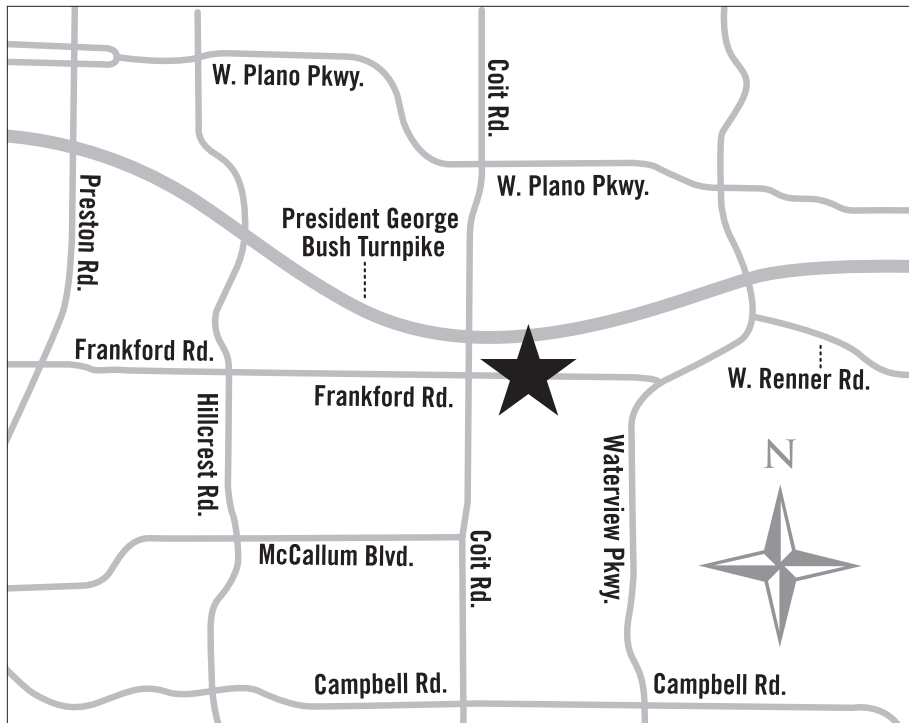 W. Plano Pkwy.
Coit Rd.
W. Plano Pkwy.
Preston Rd.
President George
Bush Turnpike
Frankford Rd.
Frankford Rd.
W. Renner Rd.
Hillcrest Rd.
Waterview Pkwy.
N
McCallum Blvd.
Coit Rd.
Campbell Rd.
Campbell Rd.